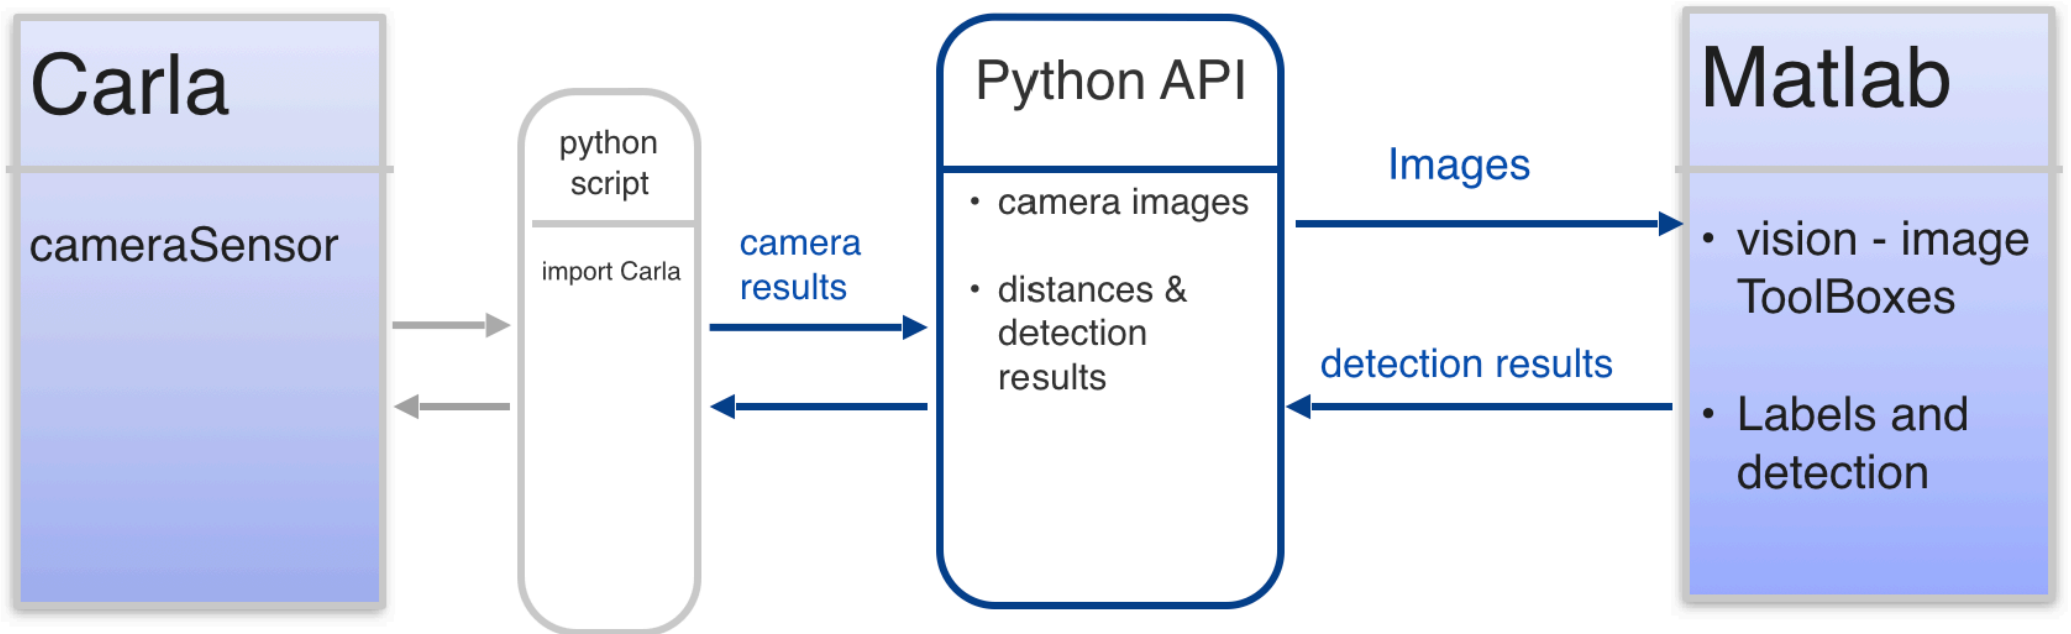 Carla
cameraSensor
python
script
import Carla
camera
results
Python API
• camera images
• distances &
detection
results
Images
detection results
Matlab
• vision - image
ToolBoxes
• Labels and
detection